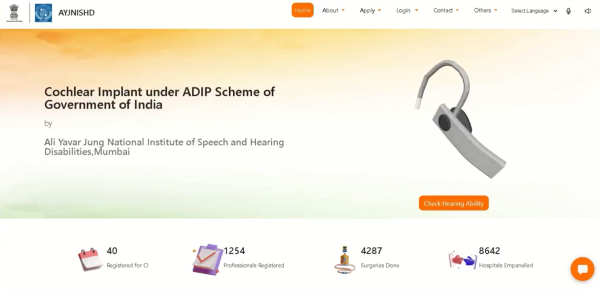 AYJNISHD
Home
About
Apply
Login
Contact
Others
Select Language
Cochlear Implant under ADIP Scheme of
Government of India
by
Ali Yavar Jung National Institute of Speech and Hearing
Disabilities,Mumbai
Check Hearing Ability
40
Registered for CI
1254
Professionals Registered
4287
Surgeries Done
8642
Hospitals Empanelled